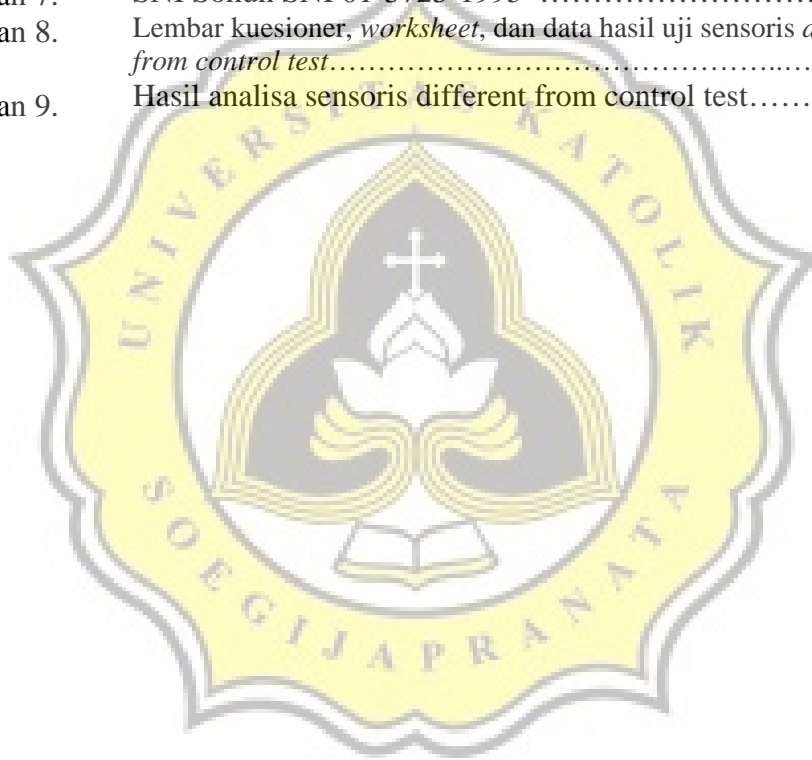 an 7. SNI Sohun SNI 01-3723-1995 ………………………
an 8. Lembar kuesioner, worksheet, dan data hasil uji sensoris d
from control test………………………………………..…
an 9. Hasil analisa sensoris different from control test……
UNIVERSITAS KATOLIK
SOEGIJAPRANATA